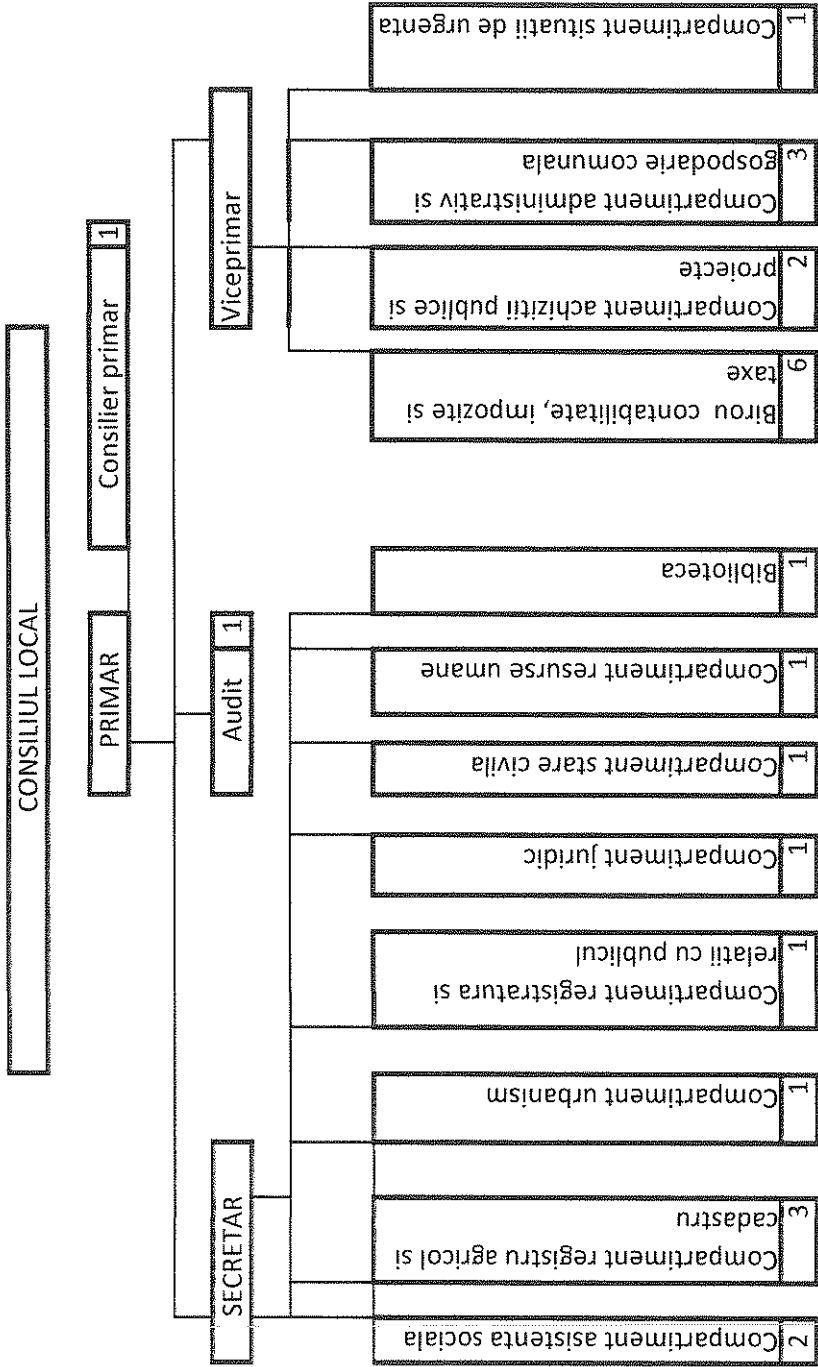 CONSILIUL LOCAL
PRIMAR
Consilier primar
1
SECRETAR
Audit
1
Viceprimar
Compartiment asistenta sociala
2
Compartiment registru agricol si
cadastru
3
Compartiment urbanism
1
Compartiment registratura si
relatii cu publicul
1
Compartiment juridic
1
Compartiment stare civila
1
Compartiment resurse umane
1
Biblioteca
1
Birou contabilitate, impozite si
taxe
6
Compartiment achizitii publice si
proiecte
2
Compartiment administrativ si
gospodarie comunala
3
Compartiment situatii de urgenta
1